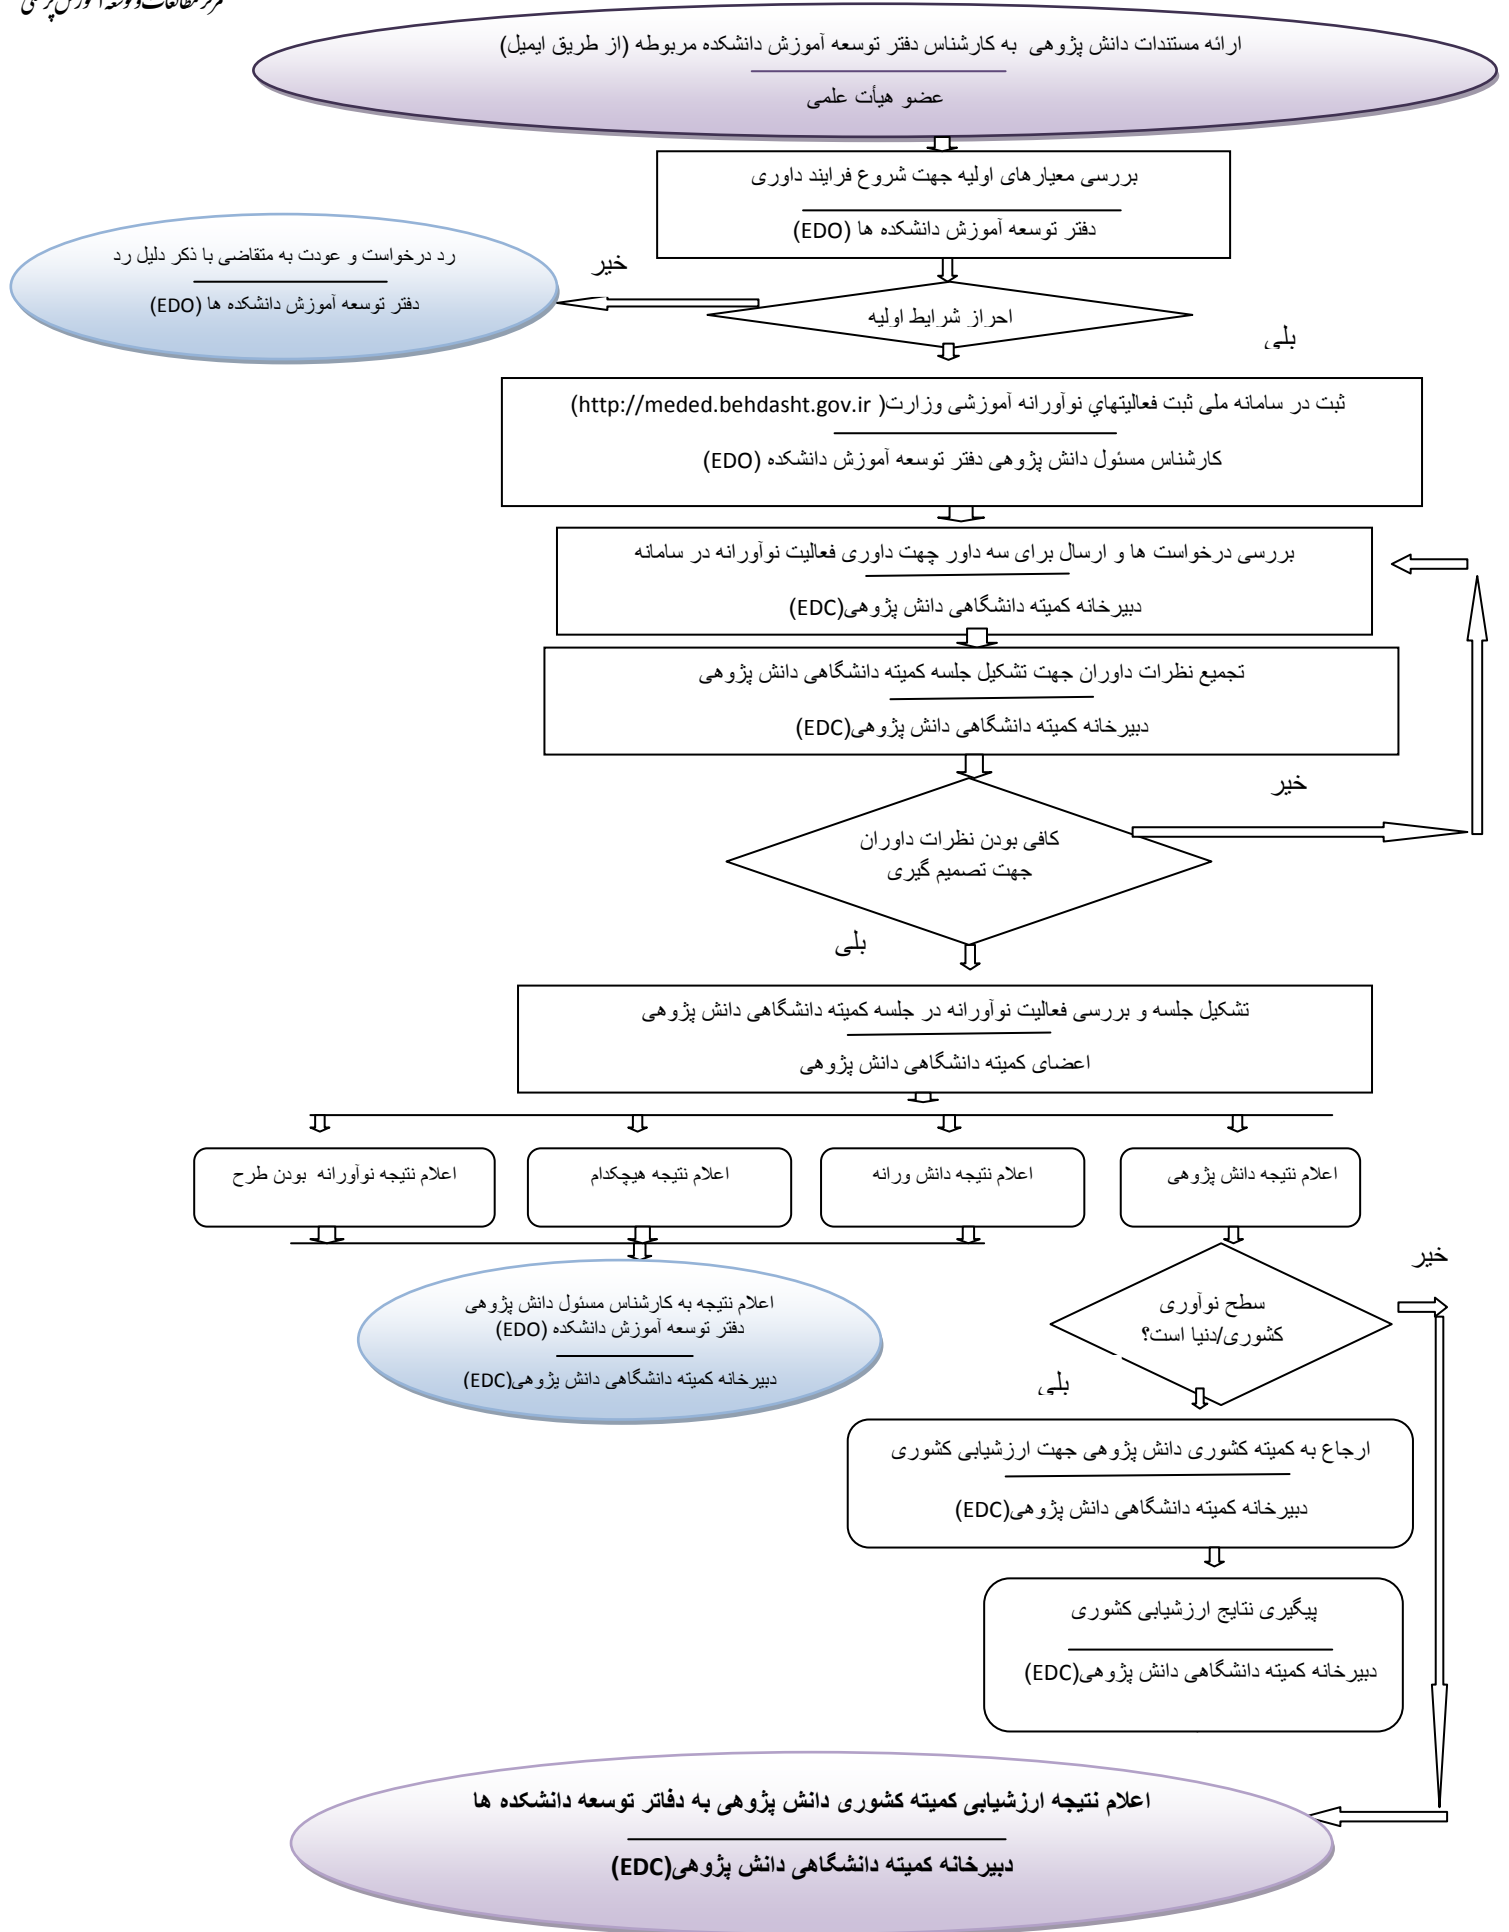 ارائه مستندات دانش پژوهی به کارشناس دفتر توسعه آموزش دانشکده مربوطه (از طریق ایمیل)
عضو هیأت علمی
بررسی معیارهای اولیه جهت شروع فرایند داوری
دفتر توسعه آموزش دانشکده ها (EDO)
خیر
رد درخواست و عودت به متقاضی با ذکر دلیل رد
دفتر توسعه آموزش دانشکده ها (EDO)
احراز شرایط اولیه
بلی
ثبت در سامانه ملی ثبت فعالیتهاي نوآورانه آموزشی وزارت( http://meded.behdasht.gov.ir)
کارشناس مسئول دانش پژوهی دفتر توسعه آموزش دانشکده (EDO)
بررسی درخواست ها و ارسال برای سه داور چهت داوری فعالیت نوآورانه در سامانه
دبیرخانه کمیته دانشگاهی دانش پژوهی(EDC)
تجمیع نظرات داوران جهت تشکیل جلسه کمیته دانشگاهی دانش پژوهی
دبیرخانه کمیته دانشگاهی دانش پژوهی(EDC)
خیر
کافی بودن نظرات داوران
جهت تصمیم گیری
بلی
تشکیل جلسه و بررسی فعالیت نوآورانه در جلسه کمیته دانشگاهی دانش پژوهی
اعضای کمیته دانشگاهی دانش پژوهی
اعلام نتیجه دانش پژوهی
اعلام نتیجه دانش ورانه
اعلام نتیجه هیچکدام
اعلام نتیجه نوآورانه بودن طرح
خیر
سطح نوآوری
کشوری/دنیا است؟
بلی
اعلام نتیجه به کارشناس مسئول دانش پژوهی
دفتر توسعه آموزش دانشکده (EDO)
دبیرخانه کمیته دانشگاهی دانش پژوهی(EDC)
ارجاع به کمیته کشوری دانش پژوهی جهت ارزشیابی کشوری
دبیرخانه کمیته دانشگاهی دانش پژوهی(EDC)
پیگیری نتایج ارزشیابی کشوری
دبیرخانه کمیته دانشگاهی دانش پژوهی(EDC)
اعلام نتیجه ارزشیابی کمیته کشوری دانش پژوهی به دفاتر توسعه دانشکده ها
دبیرخانه کمیته دانشگاهی دانش پژوهی(EDC)